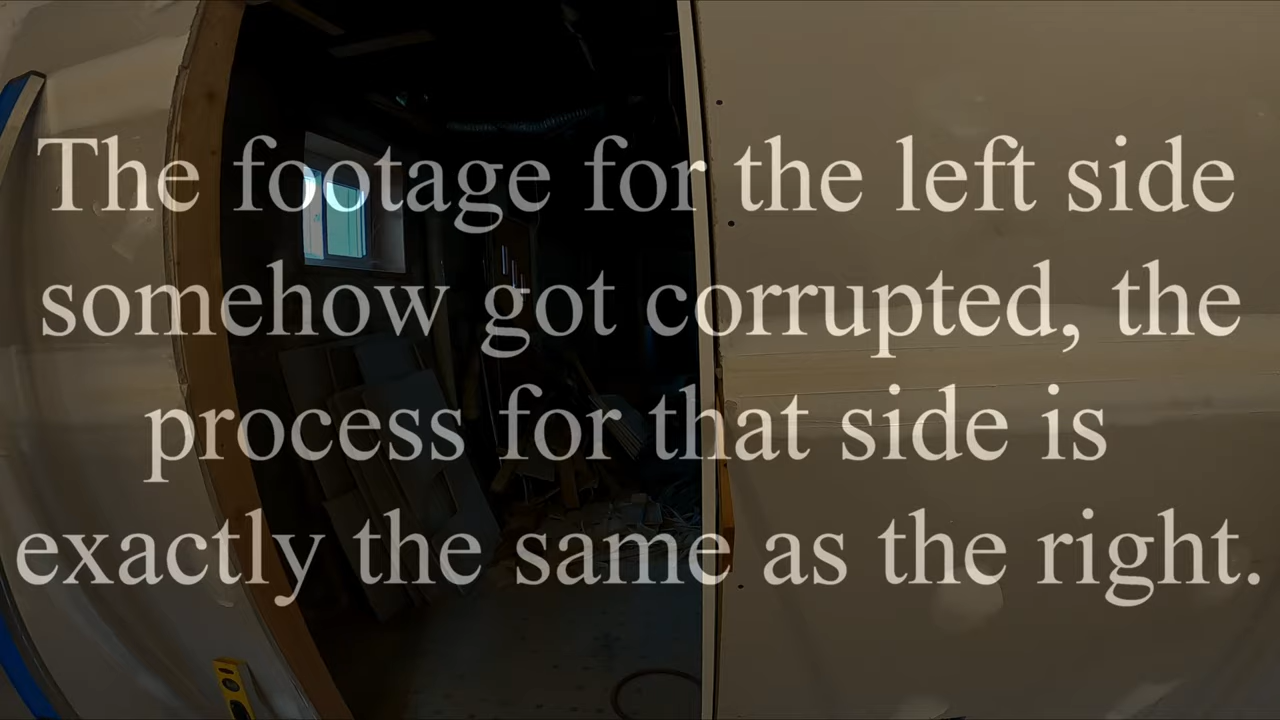 The footage for the left side
somehow got corrupted, the
process for that side is
exactly the same as the right.